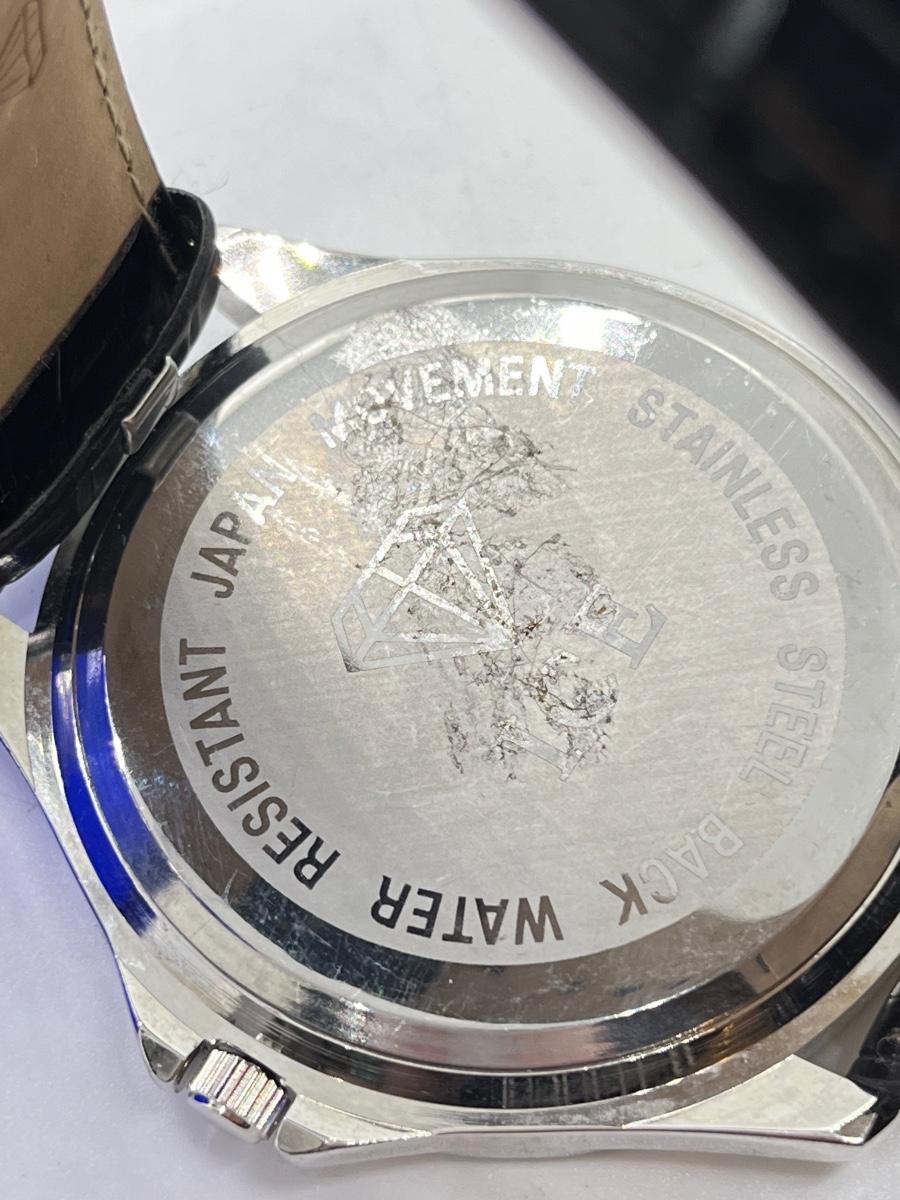 JAPAN MOVEMENT STAINLESS STEEL BACK WATER RESISTANT